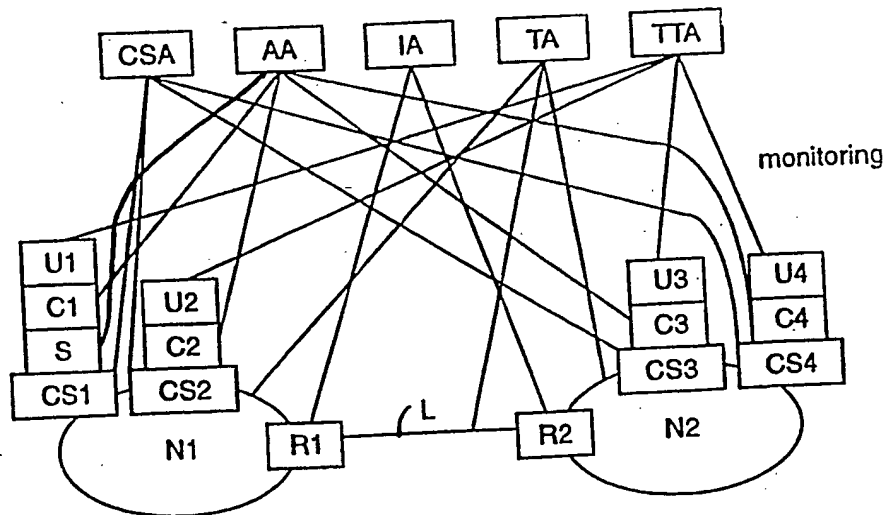 CSA AA IA TA TTA
monitoring
U1
C1
S
CS1
U2
C2
CS2
U3
C3
CS3
U4
C4
CS4
N1
R1
L
R2
N2